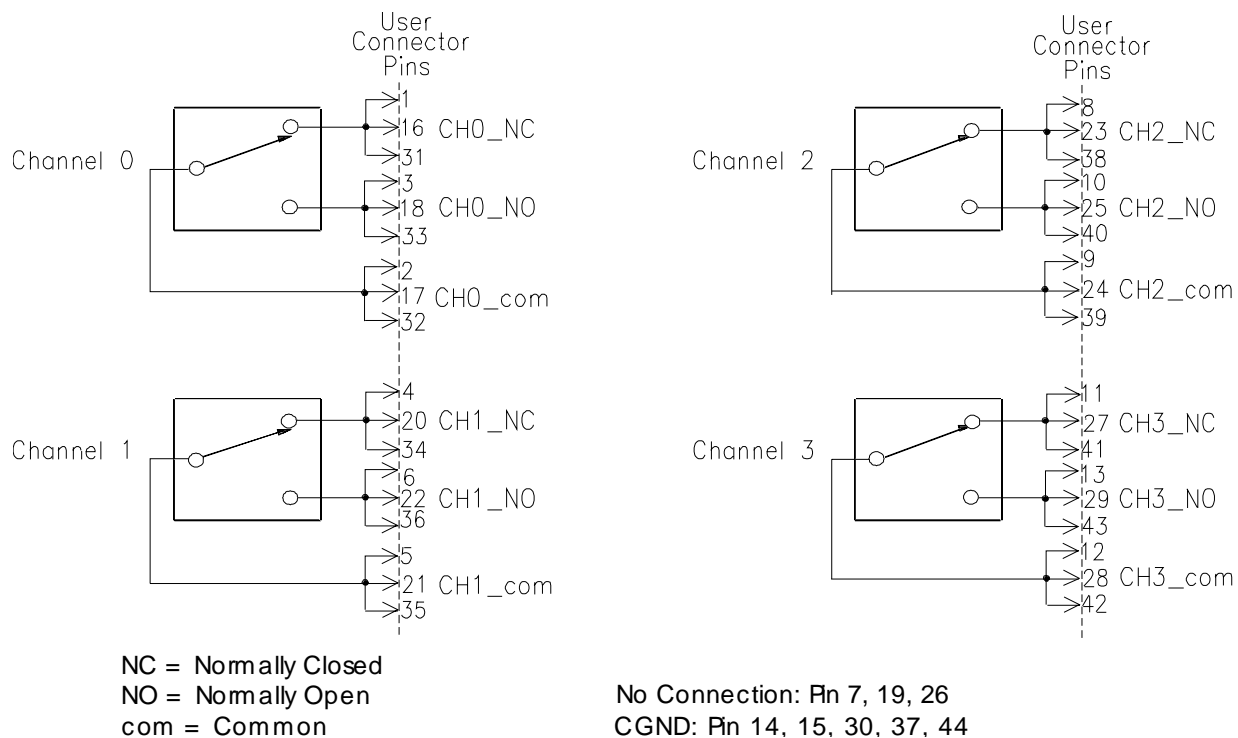 User
Connector
Pins
Channel 0
1
16 CH0_NC
31
3
18 CH0_NO
33
2
17 CH0_com
32
Channel 1
4
20 CH1_NC
34
6
22 CH1_NO
36
5
21 CH1_com
35
User
Connector
Pins
Channel 2
8
23 CH2_NC
38
10
25 CH2_NO
40
9
24 CH2_com
39
Channel 3
11
27 CH3_NC
41
13
29 CH3_NO
43
12
28 CH3_com
42
NC = Normally Closed
NO = Normally Open
com = Common
No Connection: Pin 7, 19, 26
CGND: Pin 14, 15, 30, 37, 44